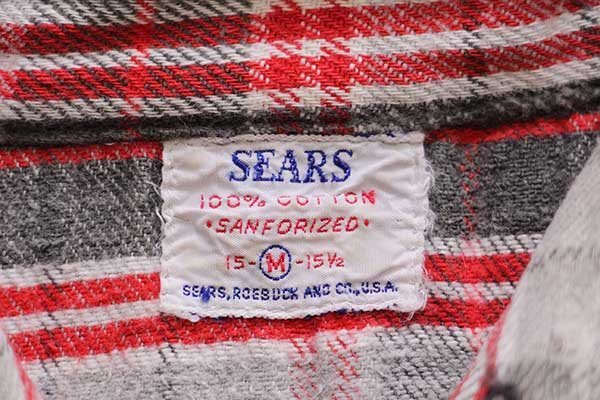 SEARS
100% COTTON
•SANFORIZED•
15-M-15½
SEARS, ROEBUCK AND CO., U.S.A.